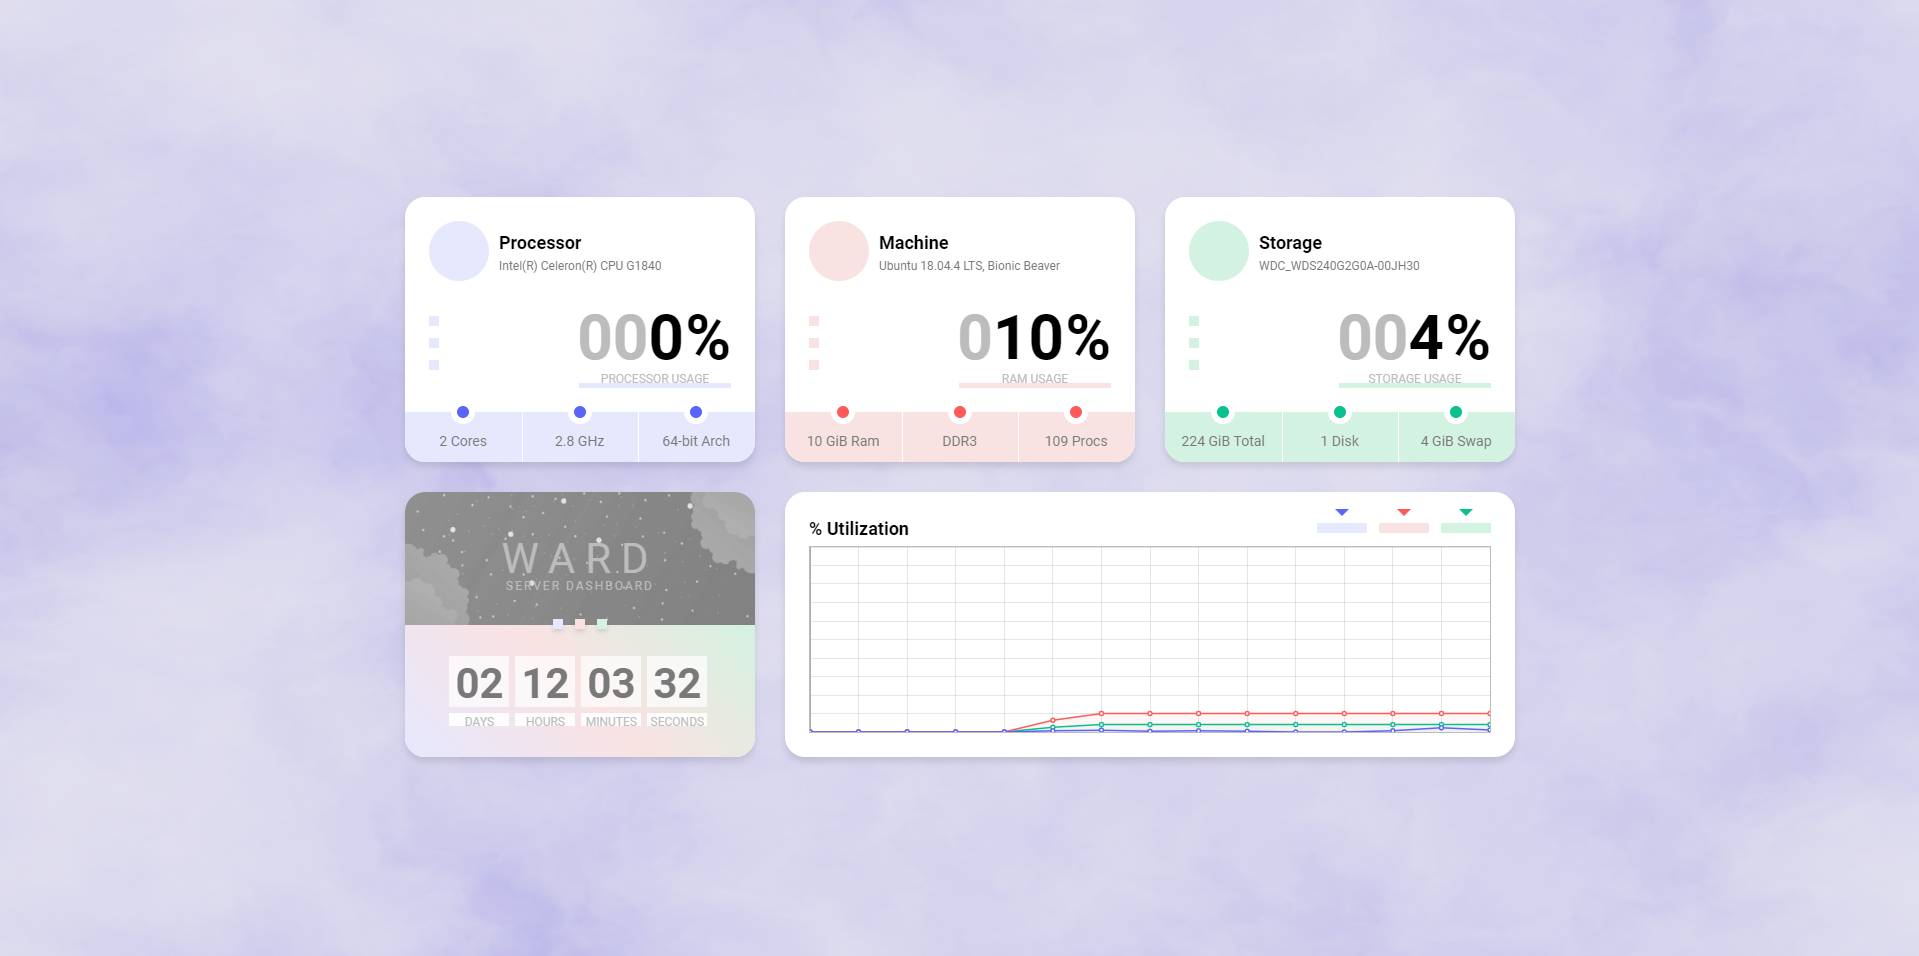 Processor
Intel(R) Celeron(R) CPU G1840
000%
PROCESSOR USAGE
2 Cores
2.8 GHz
64-bit Arch
Machine
Ubuntu 18.04.4 LTS, Bionic Beaver
010%
RAM USAGE
10 GiB Ram
DDR3
109 Procs
Storage
WDC_WDS240G2G0A-00JH30
004%
STORAGE USAGE
224 GiB Total
1 Disk
4 GiB Swap
WARD
SERVER DASHBOARD
02 12 03 32
DAYS HOURS MINUTES SECONDS
% Utilization